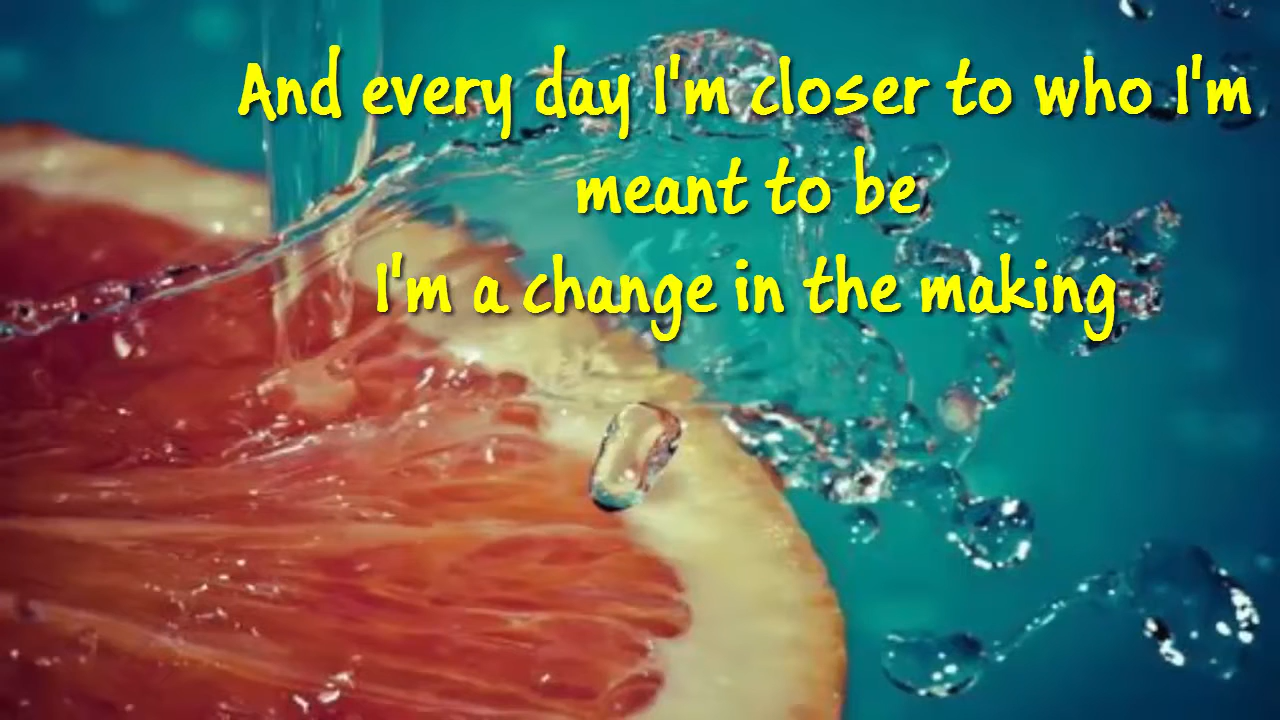 And every day I'm closer to who I'm
meant to be
I'm a change in the making